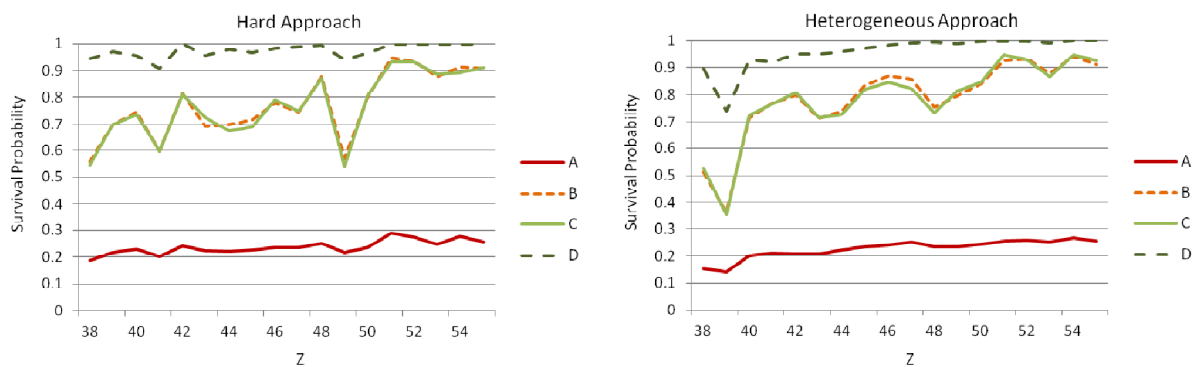 Hard Approach
Survival Probability
1
0.9
0.8
0.7
0.6
0.5
0.4
0.3
0.2
0.1
0
38 40 42 44 46 48 50 52 54
Z
A
B
C
D
Heterogeneous Approach
Survival Probability
1
0.9
0.8
0.7
0.6
0.5
0.4
0.3
0.2
0.1
0
38 40 42 44 46 48 50 52 54
Z
A
B
C
D